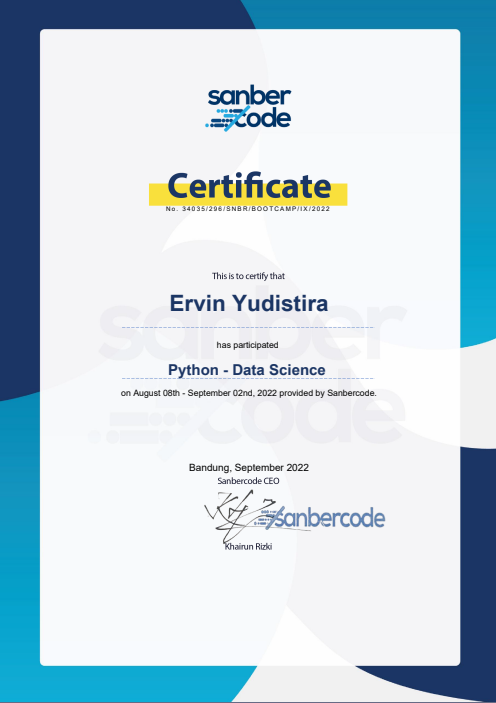 sanber
code
Certificate
No. 34035/296/SNBR/BOOTCAMP/IX/2022
This is to certify that
Ervin Yudistira
has participated
Python - Data Science
on August 08th - September 02nd, 2022 provided by Sanbercode.
sanber
code
Bandung, September 2022
Sanbercode CEO
sanbercode
Khairun Rizki